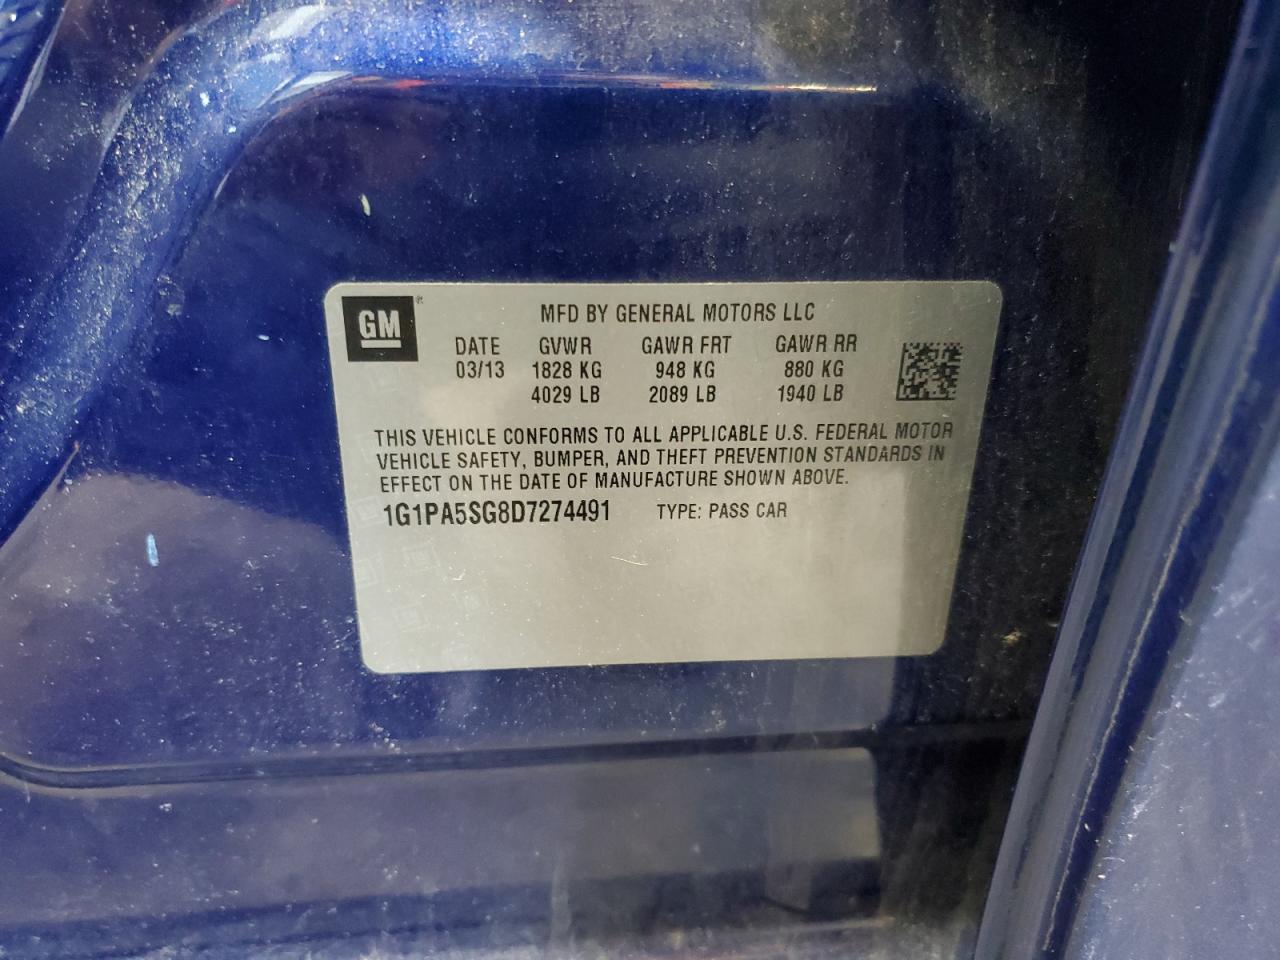 GM®
MFD BY GENERAL MOTORS LLC
DATE GVWR GAWR FRT GAWR RR
03/13 1828 KG 948 KG 880 KG
4029 LB 2089 LB 1940 LB
THIS VEHICLE CONFORMS TO ALL APPLICABLE U.S. FEDERAL MOTOR
VEHICLE SAFETY, BUMPER, AND THEFT PREVENTION STANDARDS IN
EFFECT ON THE DATE OF MANUFACTURE SHOWN ABOVE.
1G1PA5SG8D7274491 TYPE: PASS CAR